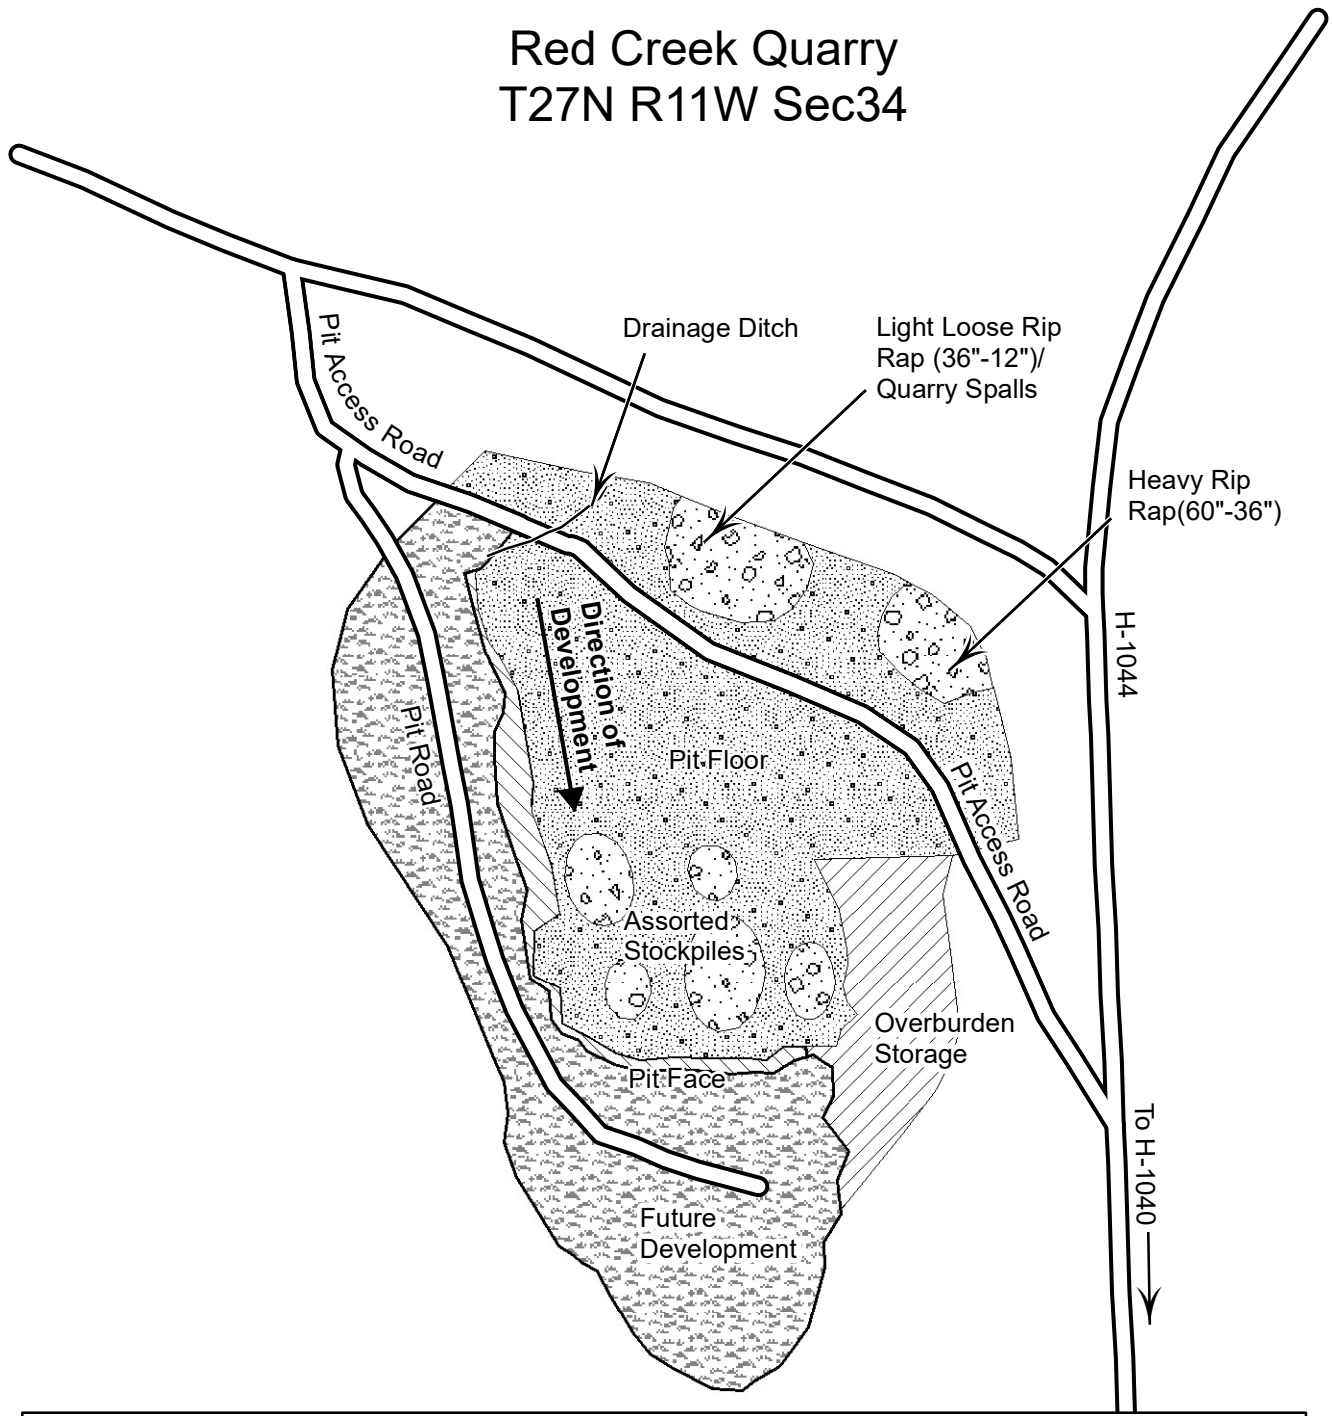 Red Creek Quarry
T27N R11W Sec34
Drainage Ditch
Light Loose Rip
Rap (36"-12")/
Quarry Spalls
Pit Access Road
Heavy Rip
Rap(60"-36")
Direction of
Development
H-1044
Pit Road
Pit Floor
Pit Access Road
Assorted
Stockpiles
Overburden
Storage
Pit Face
To H-1040
Future
Development